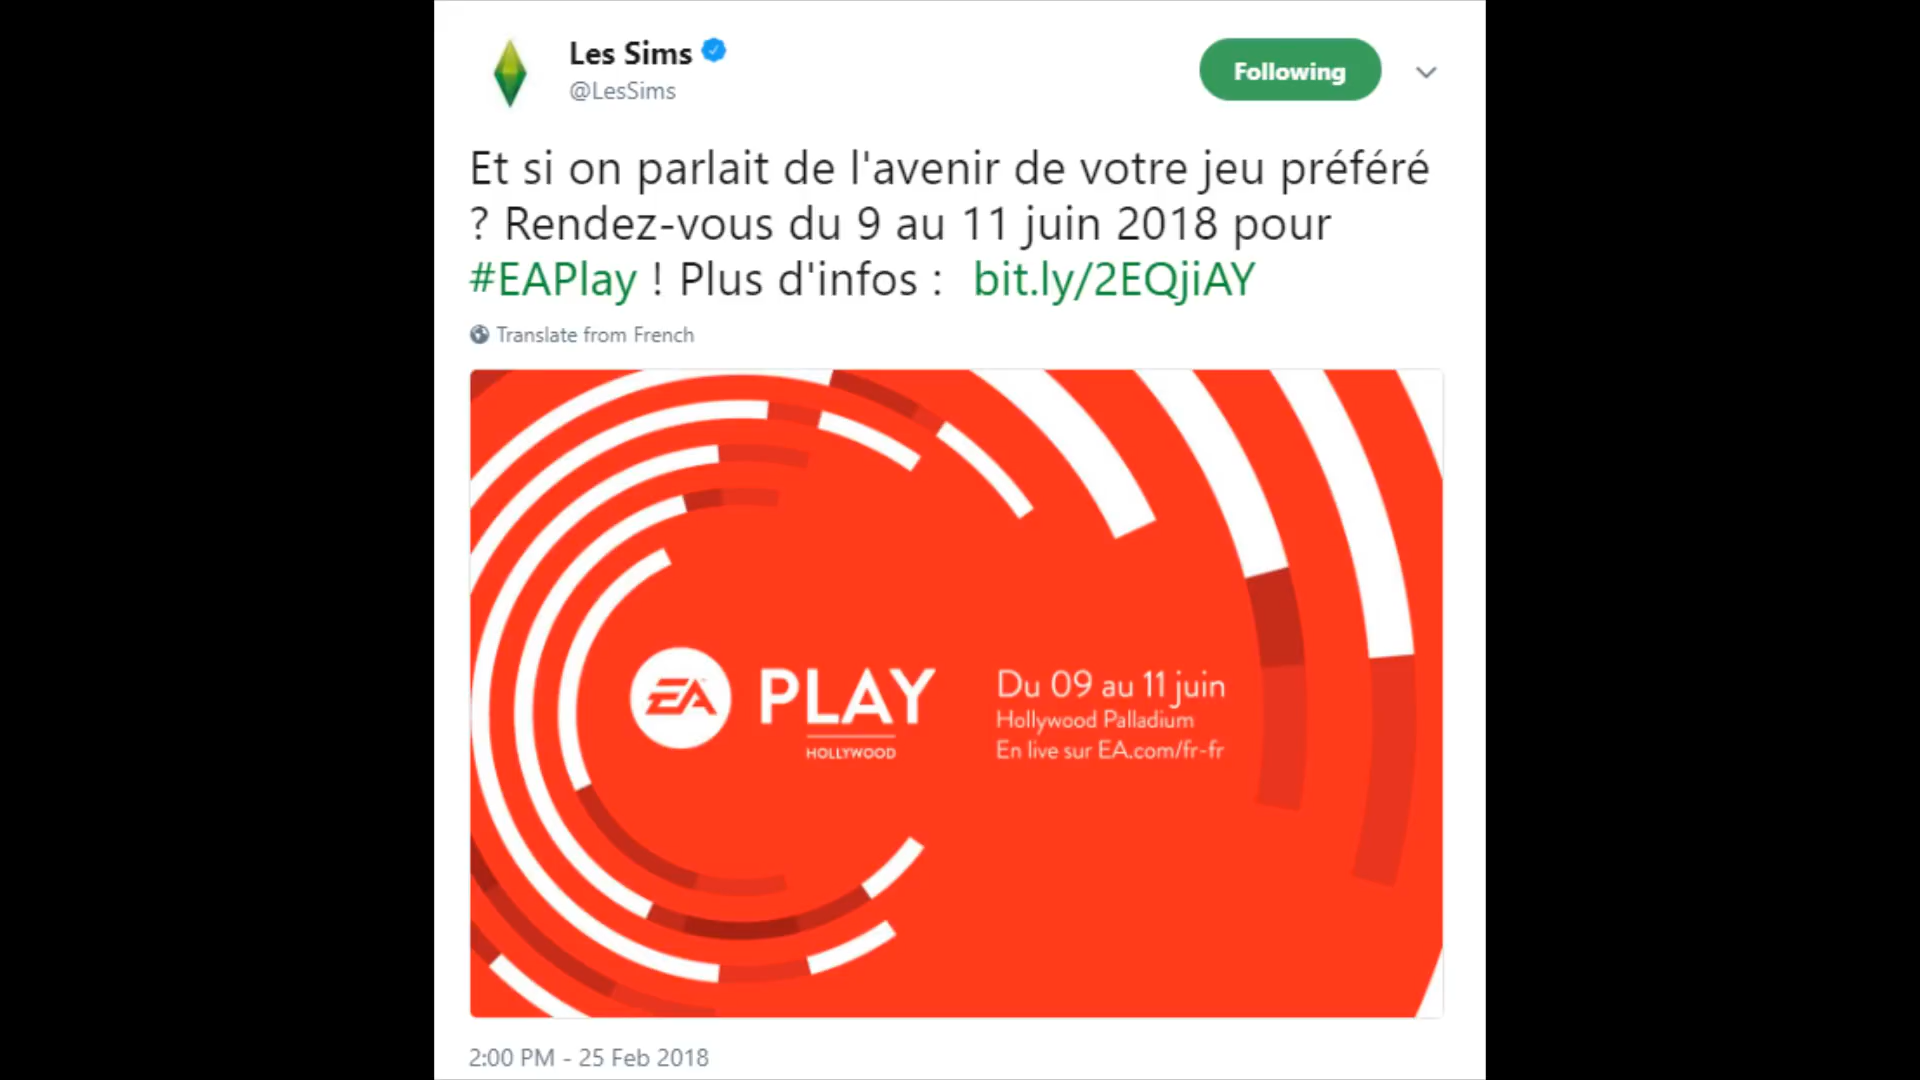 Les Sims
@LesSims
Following
Et si on parlait de l'avenir de votre jeu préféré
? Rendez-vous du 9 au 11 juin 2018 pour
#EAPlay ! Plus d'infos : bit.ly/2EQjiAY
Translate from French
EA PLAY
HOLLYWOOD
Du 09 au 11 juin
Hollywood Palladium
En live sur EA.com/fr-fr
2:00 PM - 25 Feb 2018